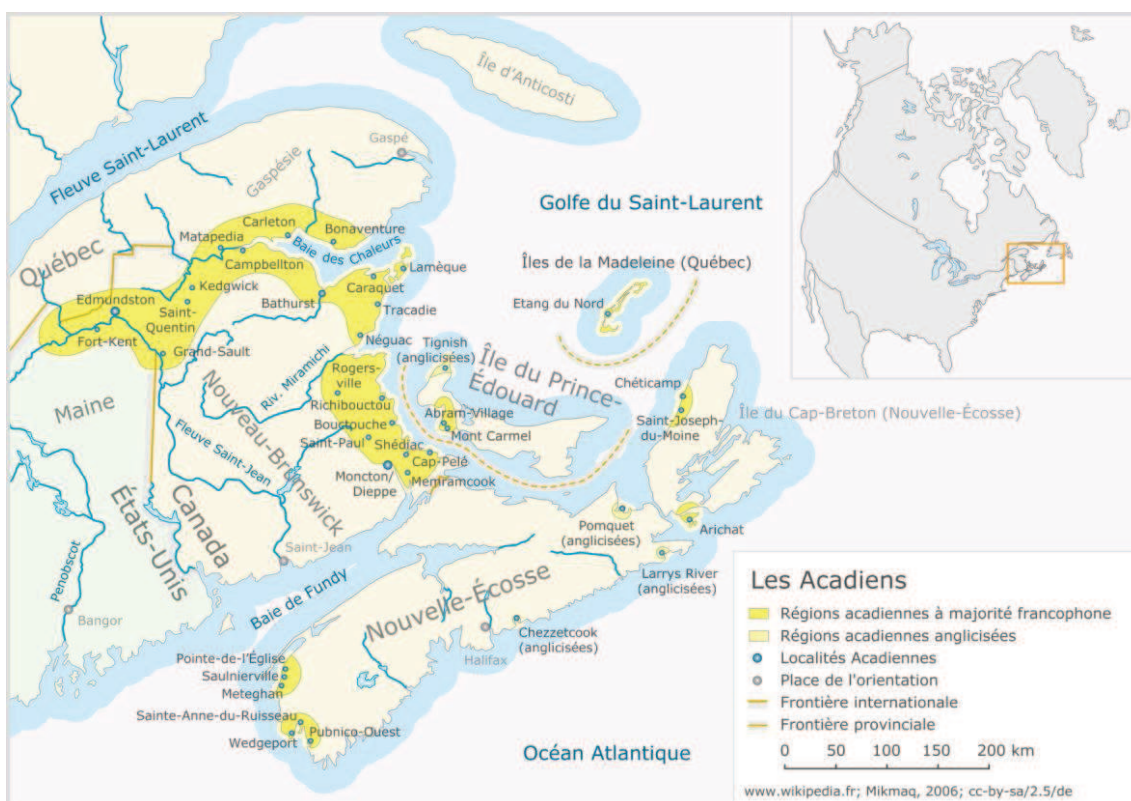 Île d'Anticosti
Gaspé
Fleuve Saint-Laurent
Gaspésie
Golfe du Saint-Laurent
Carleton
Bonaventure
Matapedia
Baie des Chaleurs
Québec
Campbellton
Lamèque
Îles de la Madeleine (Québec)
Kedgwick
Caraquet
Edmundston
Bathurst
Etang du Nord
Saint-
Quentin
Tracadie
Fort-Kent
Néguac
Tignish
(anglicisées)
Grand-Sault
Île du Prince-
Édouard
Riv. Miramichi
Rogers-
ville
Chéticamp
Maine
Nouveau-Brunswick
Richibouctou
Abram-Village
Saint-Joseph-
du-Moine
Île du Cap-Breton (Nouvelle-Écosse)
Bouctouche
Mont Carmel
Saint-Paul
Shédiac
Fleuve Saint-Jean
Cap-Pelé
Moncton/
Dieppe
Memramcook
États-Unis
Canada
Pomquet
(anglicisées)
Arichat
Saint-Jean
Penobscot
Larrys River
(anglicisées)
Baie de Fundy
Nouvelle-Écosse
Bangor
Chezzetcook
(anglicisées)
Halifax
Pointe-de-l'Église
Saulnierville
Meteghan
Sainte-Anne-du-Ruisseau
Pubnico-Ouest
Wedgeport
Océan Atlantique
Les Acadiens
Régions acadiennes à majorité francophone
Régions acadiennes anglicisées
Localités Acadiennes
Place de l'orientation
Frontière internationale
Frontière provinciale
0 50 100 150 200 km
www.wikipedia.fr; Mikmaq, 2006; cc-by-sa/2.5/de